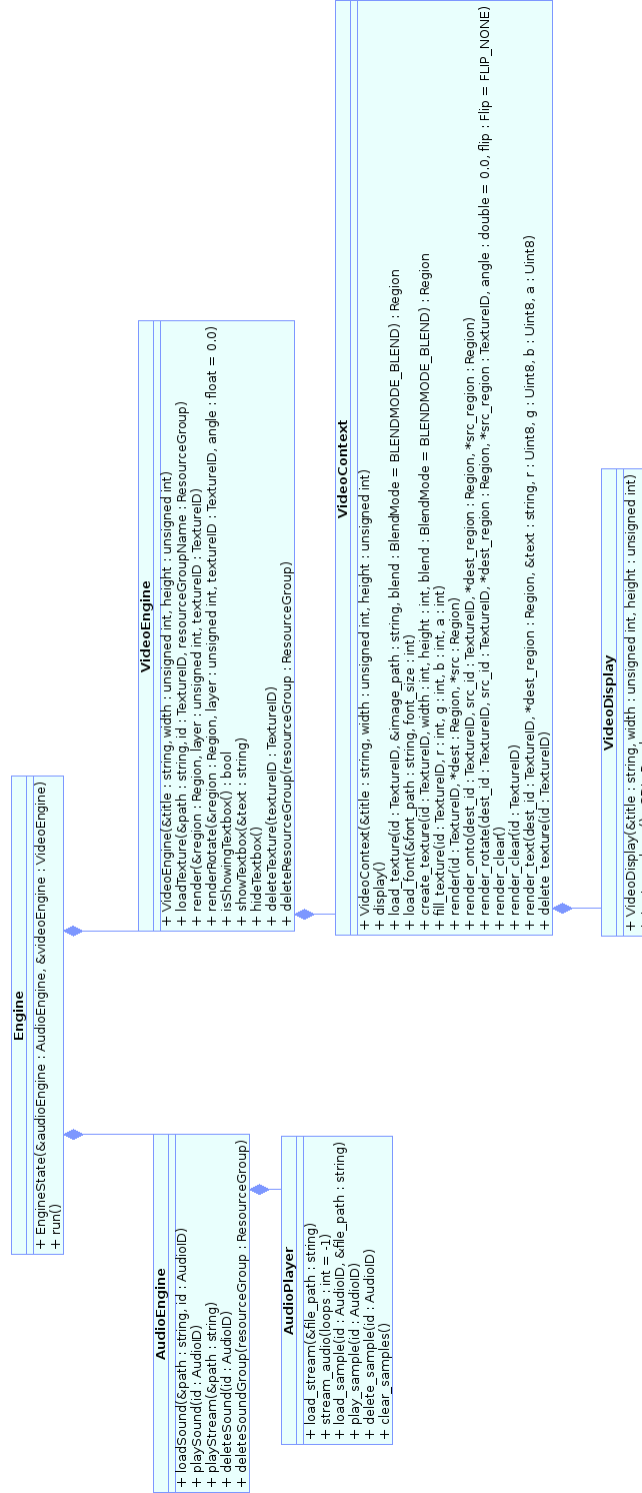 Engine
+ EngineState(&audioEngine : AudioEngine, &videoEngine : VideoEngine)
+ run()
AudioEngine
+ loadSound(&path : string, id : AudioID)
+ playSound(id : AudioID)
+ playStream(&path : string)
+ deleteSound(id : AudioID)
+ deleteSoundGroup(resourceGroup : ResourceGroup)
VideoEngine
+ VideoEngine(&title : string, width : unsigned int, height : unsigned int)
+ loadTexture(&path : string, id : TextureID, resourceGroupName : ResourceGroup)
+ render(&region : Region, layer : unsigned int, textureID : TextureID)
+ renderRotate(&region : Region, layer : unsigned int, textureID : TextureID, angle : float = 0.0)
+ isShowingTextbox() : bool
+ showTextbox(&text : string)
+ hideTextbox()
+ deleteTexture(textureID : TextureID)
+ deleteResourceGroup(resourceGroup : ResourceGroup)
AudioPlayer
+ load_stream(&file_path : string)
+ stream_audio(loops : int = -1)
+ load_sample(id : AudioID, &file_path : string)
+ play_sample(id : AudioID)
+ delete_sample(id : AudioID)
+ clear_samples()
VideoContext
+ VideoContext(&title : string, width : unsigned int, height : unsigned int)
+ display()
+ load_texture(id : TextureID, &image_path : string, blend : BlendMode = BLENDMODE_BLEND) : Region
+ load_font(&font_path : string, font_size : int)
+ create_texture(id : TextureID, width : int, height : int, blend : BlendMode = BLENDMODE_BLEND) : Region
+ fill_texture(id : TextureID, r : int, g : int, b : int, a : int)
+ render(id : TextureID, *dest : Region, *src : Region)
+ render_onto(dest_id : TextureID, src_id : TextureID, *dest_region : Region, *src_region : Region)
+ render_rotate(dest_id : TextureID, src_id : TextureID, *dest_region : Region, *src_region : TextureID, angle : double = 0.0, flip : Flip = FLIP_NONE)
+ render_clear()
+ render_clear(id : TextureID)
+ render_text(dest_id : TextureID, *dest_region : Region, &text : string, r : Uint8, g : Uint8, b : Uint8, a : Uint8)
+ delete_texture(id : TextureID)
VideoDisplay
+ VideoDisplay(&title : string, width : unsigned int, height : unsigned int)